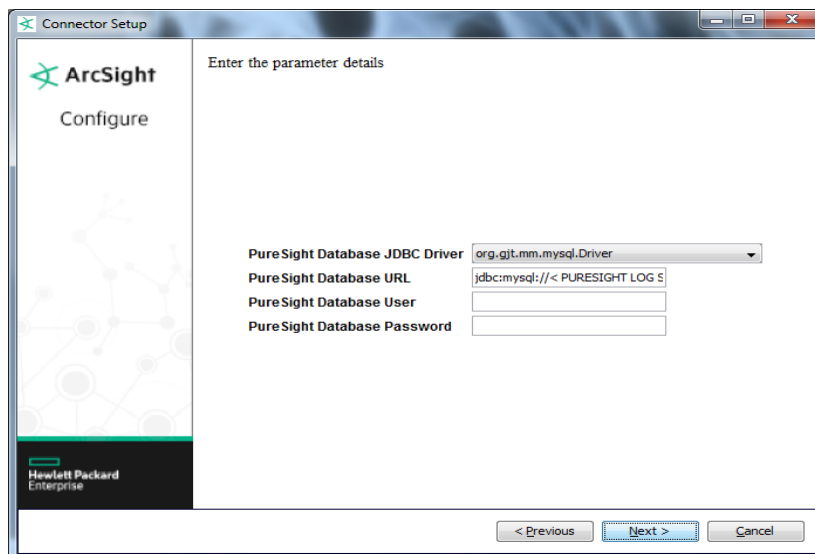 Connector Setup
ArcSight
Configure
Enter the parameter details
PureSight Database JDBC Driver org.gjt.mm.mysql.Driver
PureSight Database URL jdbc:mysql://< PURESIGHT LOG S
PureSight Database User
PureSight Database Password
Hewlett Packard
Enterprise
< Previous Next > Cancel